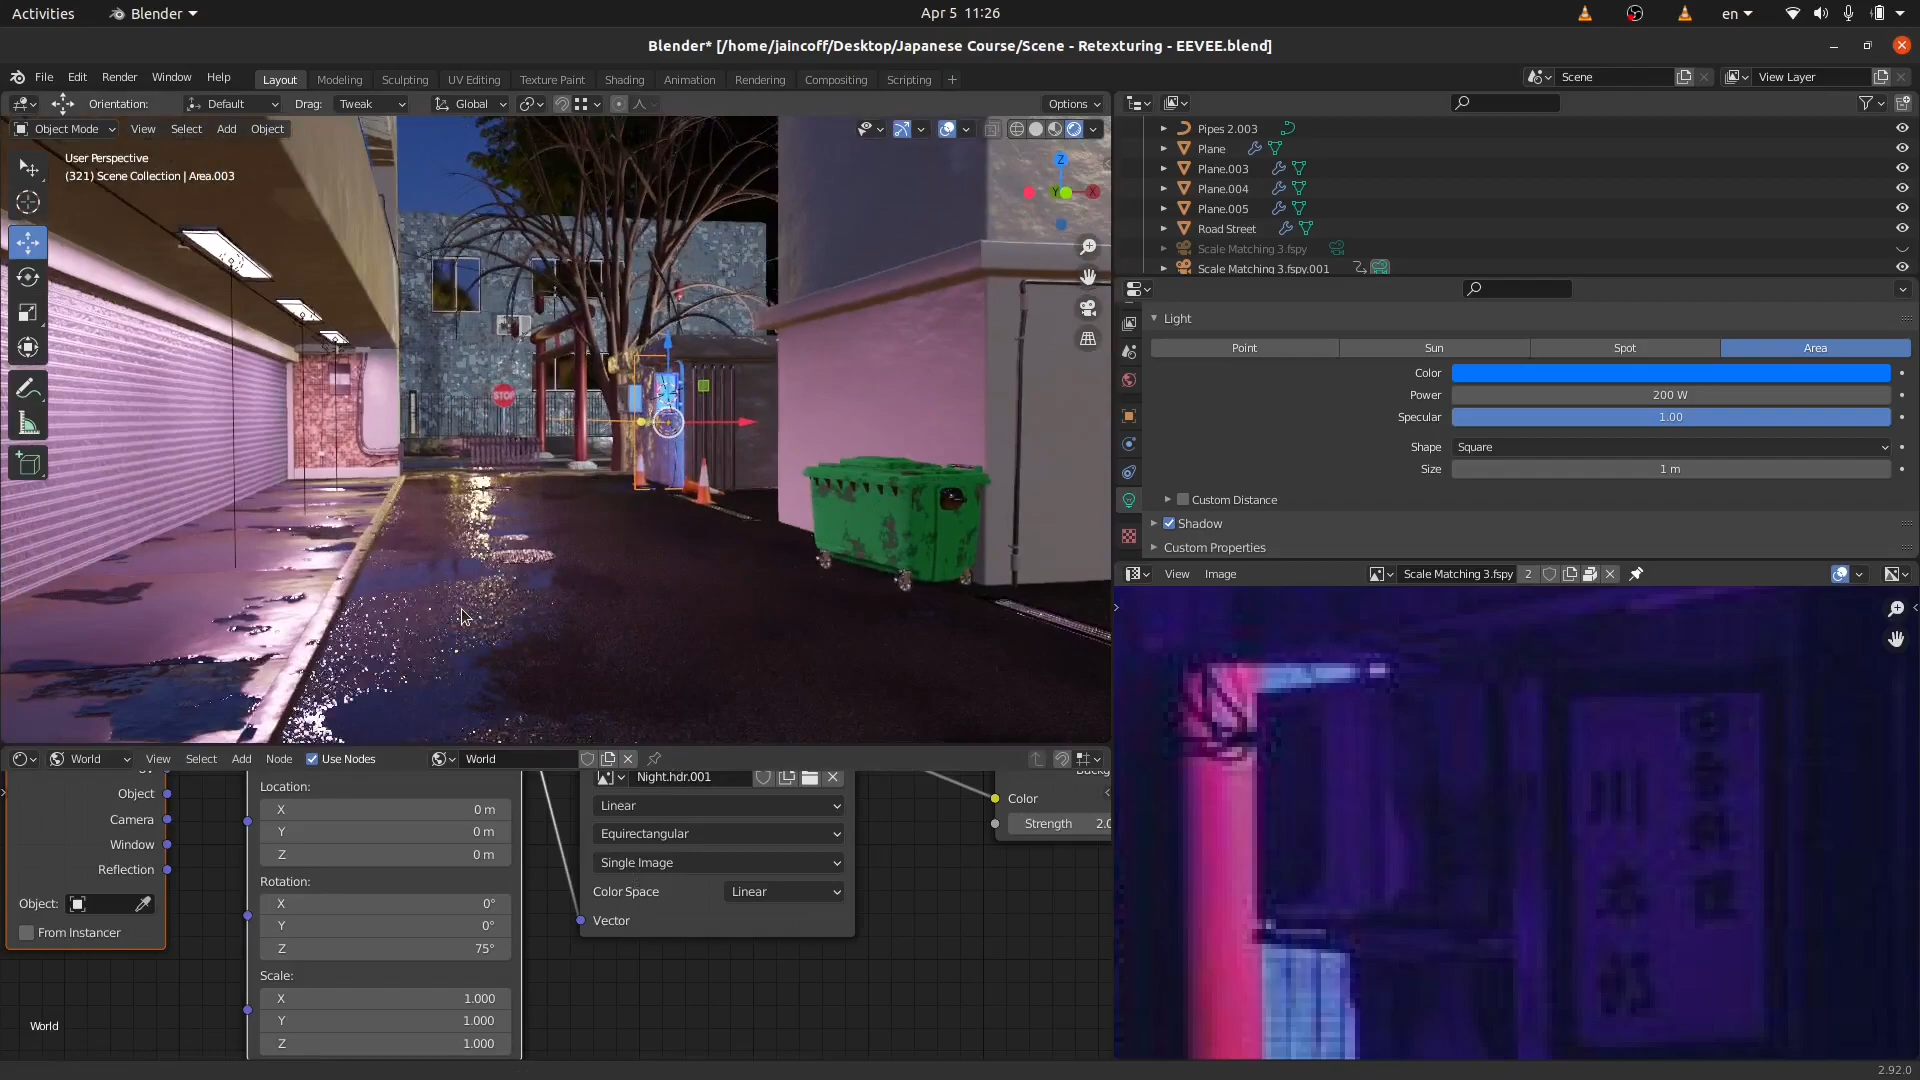 Activities
Blender
Apr 5 11:26
en
Blender* [/home/jaincoff/Desktop/Japanese Course/Scene - Retexturing - EEVEE.blend]
File Edit Render Window Help
Layout Modeling Sculpting UV Editing Texture Paint Shading Animation Rendering Compositing Scripting +
Scene
View Layer
Orientation: Default Drag: Tweak Global Options
Object Mode View Select Add Object
User Perspective
(321) Scene Collection | Area.003
Z
Y
X
STOP
Pipes 2.003
Plane
Plane.003
Plane.004
Plane.005
Road Street
Scale Matching 3.fspy
Scale Matching 3.fspy.001
Light
Point Sun Spot Area
Color
Power 200 W
Specular 1.00
Shape Square
Size 1 m
Custom Distance
Shadow
Custom Properties
View Image Scale Matching 3.fspy 2
World View Select Add Node Use Nodes World
Object
Camera
Window
Reflection
Object:
From Instancer
Location:
X 0 m
Y 0 m
Z 0 m
Rotation:
X 0°
Y 0°
Z 75°
Scale:
X 1.000
Y 1.000
Z 1.000
Night.hdr.001
Linear
Equirectangular
Single Image
Color Space Linear
Vector
Color
Strength
World
2.92.0